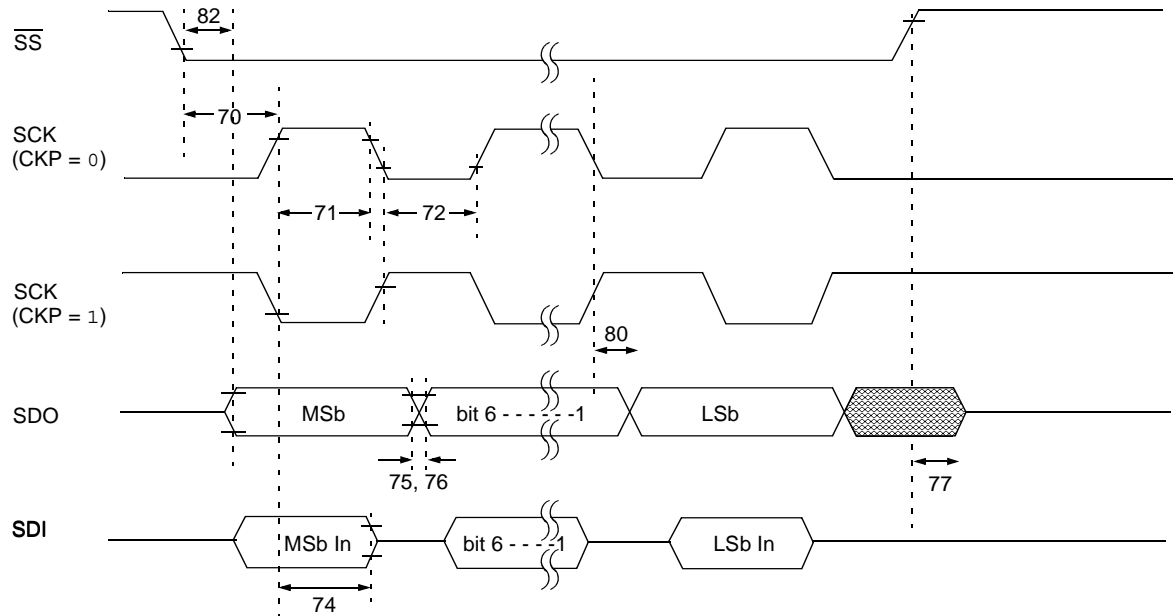 82
SS
70
SCK
(CKP = 0)
71
72
SCK
(CKP = 1)
80
SDO
MSb
bit 6 - - - - - -1
LSb
75, 76
77
SDI
MSb In
bit 6 - - - -1
LSb In
74